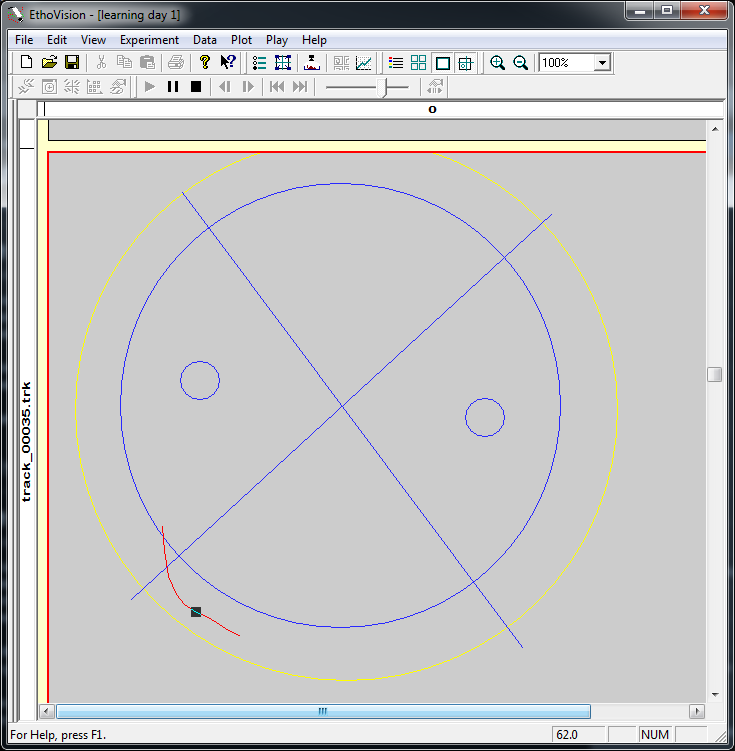 EthoVision - [learning day 1]
File Edit View Experiment Data Plot Play Help
100%
0
track_00035.trk
For Help, press F1.
62.0
NUM